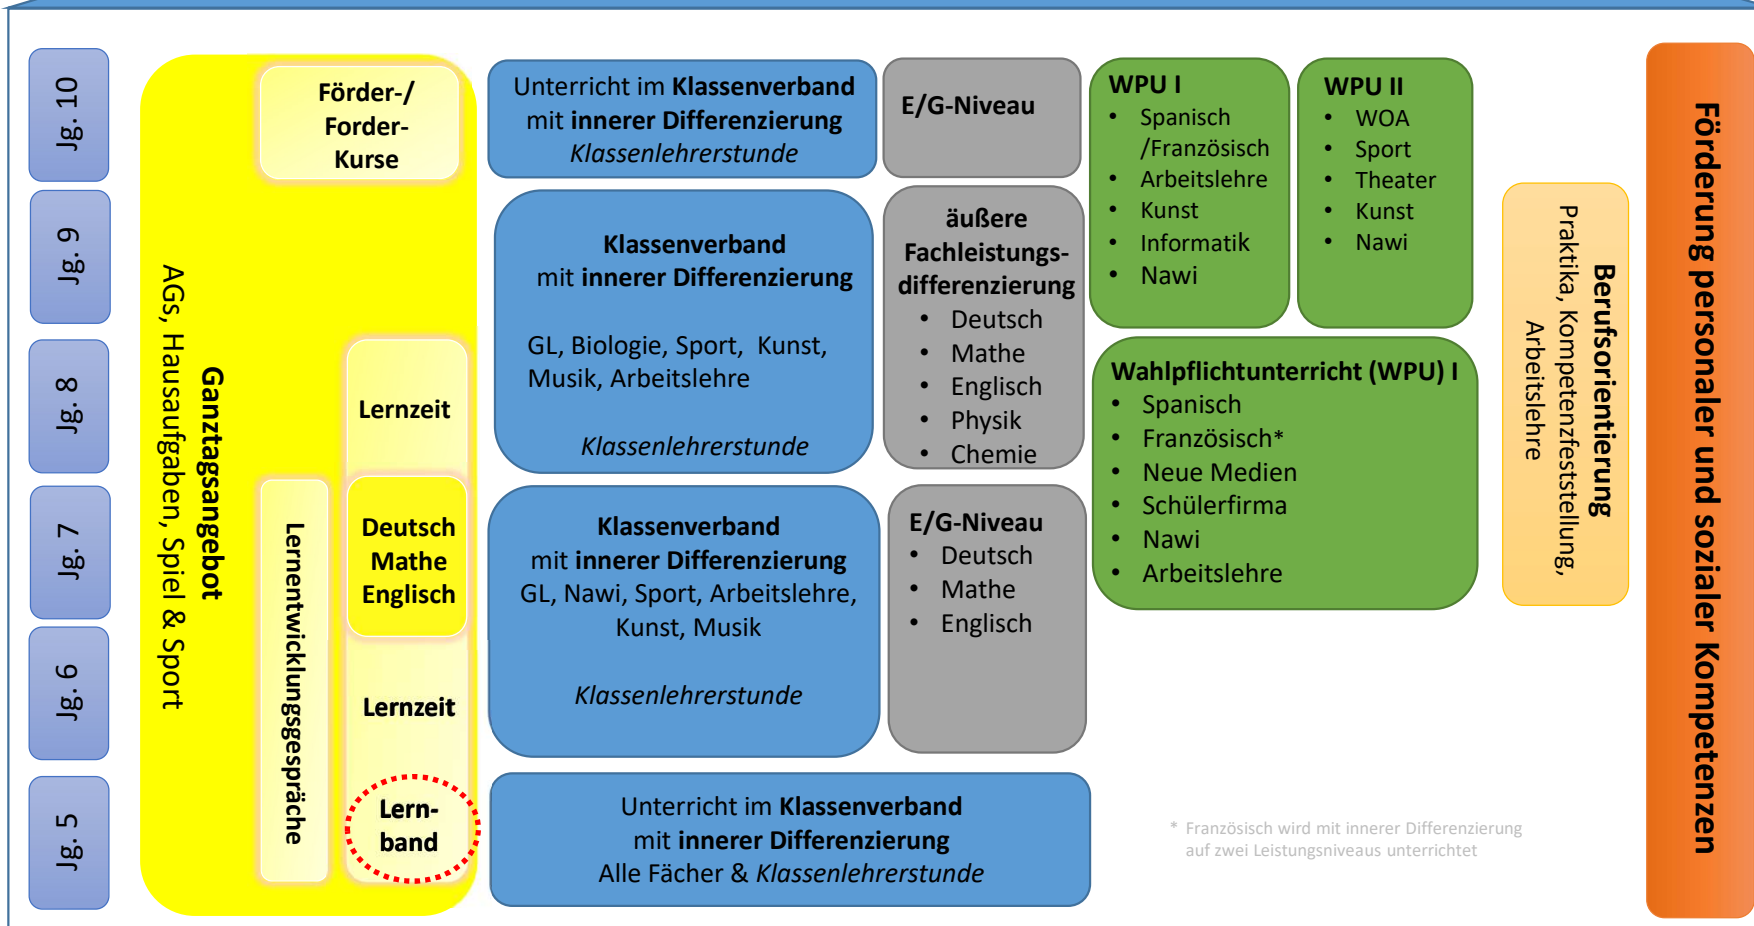 Jg. 10
Jg. 9
Jg. 8
Jg. 7
Jg. 6
Jg. 5
Ganztagsangebot
AGs, Hausaufgaben, Spiel & Sport
Förder-/
Forder-
Kurse
Lernzeit
Deutsch
Mathe
Englisch
Lernzeit
Lern-
band
Lernentwicklungsgespräche
Unterricht im Klassenverband
mit innerer Differenzierung
Klassenlehrerstunde
Klassenverband
mit innerer Differenzierung
GL, Biologie, Sport, Kunst,
Musik, Arbeitslehre
Klassenlehrerstunde
Klassenverband
mit innerer Differenzierung
GL, Nawi, Sport, Arbeitslehre,
Kunst, Musik
Klassenlehrerstunde
Unterricht im Klassenverband
mit innerer Differenzierung
Alle Fächer & Klassenlehrerstunde
E/G-Niveau
äußere
Fachleistungs-
differenzierung
• Deutsch
• Mathe
• Englisch
• Physik
• Chemie
E/G-Niveau
• Deutsch
• Mathe
• Englisch
WPU I
• Spanisch
/Französisch
• Arbeitslehre
• Kunst
• Informatik
• Nawi
WPU II
• WOA
• Sport
• Theater
• Kunst
• Nawi
Wahlpflichtunterricht (WPU) I
• Spanisch
• Französisch*
• Neue Medien
• Schülerfirma
• Nawi
• Arbeitslehre
* Französisch wird mit innerer Differenzierung
auf zwei Leistungsniveaus unterrichtet
Berufsorientierung
Praktika, Kompetenzfeststellung,
Arbeitslehre
Förderung personaler und sozialer Kompetenzen